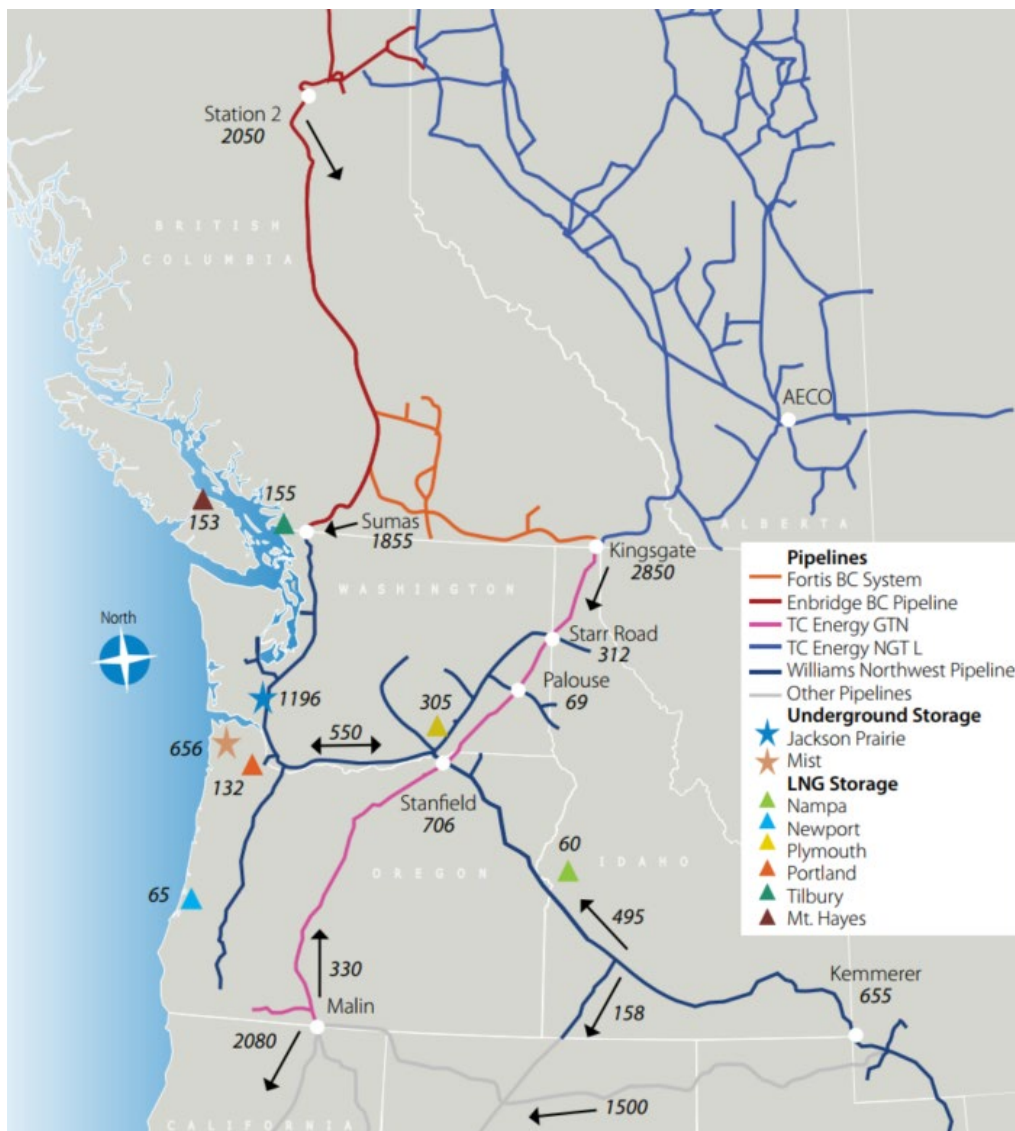 Station 2
2050
BRITISH
COLUMBIA
AECO
155
153
Sumas
1855
ALBERTA
Kingsgate
2850
WASHINGTON
North
Starr Road
312
Palouse
69
1196
305
656
550
132
Stanfield
706
60
IDAHO
OREGON
65
495
330
158
Malin
Kemmerer
655
2080
1500
CALIFORNIA
Pipelines
Fortis BC System
Enbridge BC Pipeline
TC Energy GTN
TC Energy NGT L
Williams Northwest Pipeline
Other Pipelines
Underground Storage
Jackson Prairie
Mist
LNG Storage
Nampa
Newport
Plymouth
Portland
Tilbury
Mt. Hayes